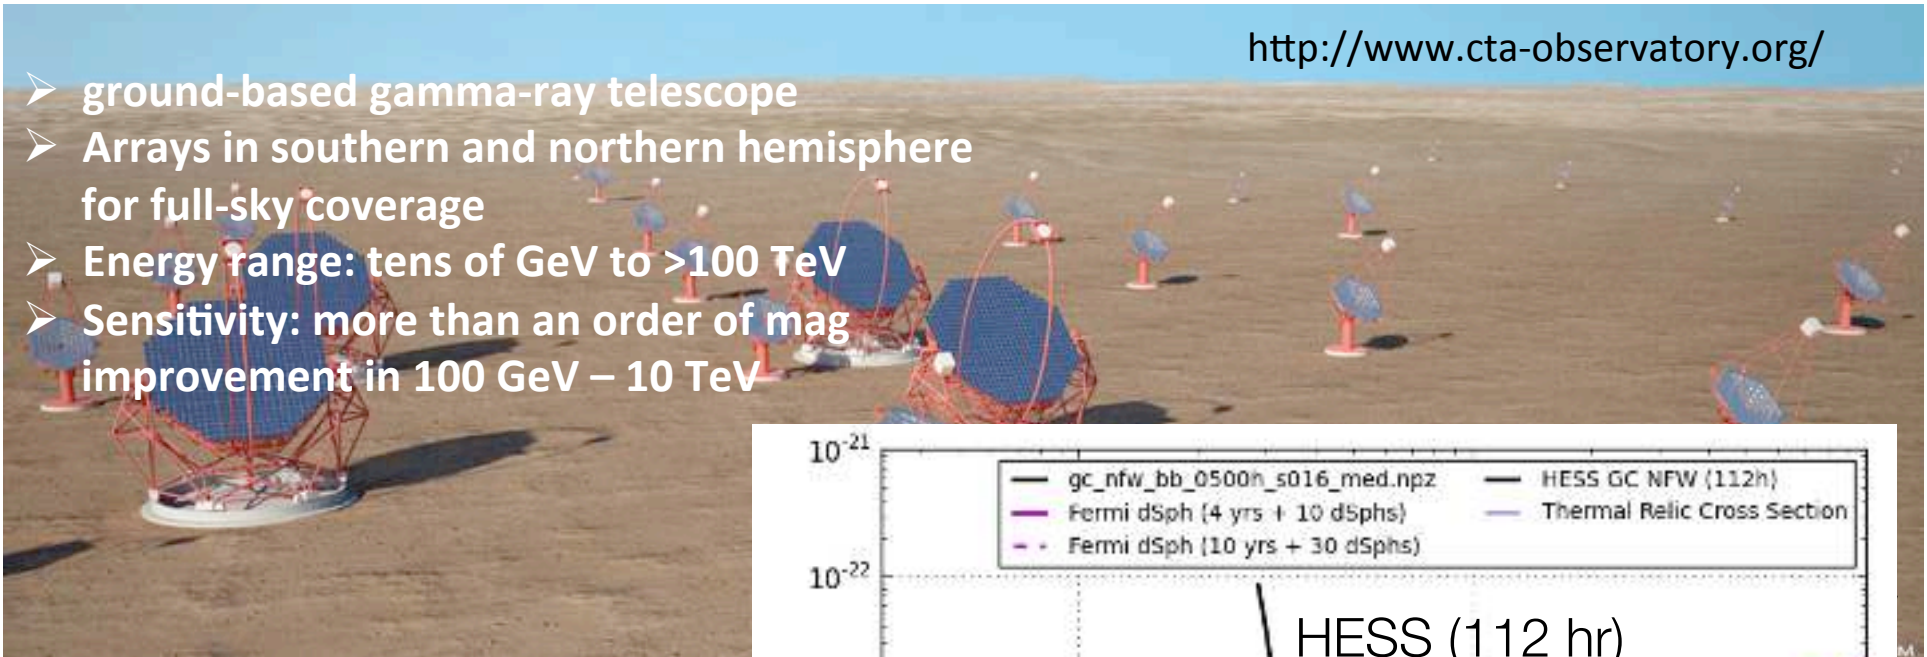 http://www.cta-observatory.org/
➢ ground-based gamma-ray telescope
➢ Arrays in southern and northern hemisphere
for full-sky coverage
➢ Energy range: tens of GeV to >100 TeV
➢ Sensitivity: more than an order of mag
improvement in 100 GeV – 10 TeV
10-21
gc_nfw_bb_0500h_s016_med.npz
HESS GC NFW (112h)
Fermi dSph (4 yrs + 10 dSphs)
Thermal Relic Cross Section
Fermi dSph (10 yrs + 30 dSphs)
10-22
HESS (112 hr)